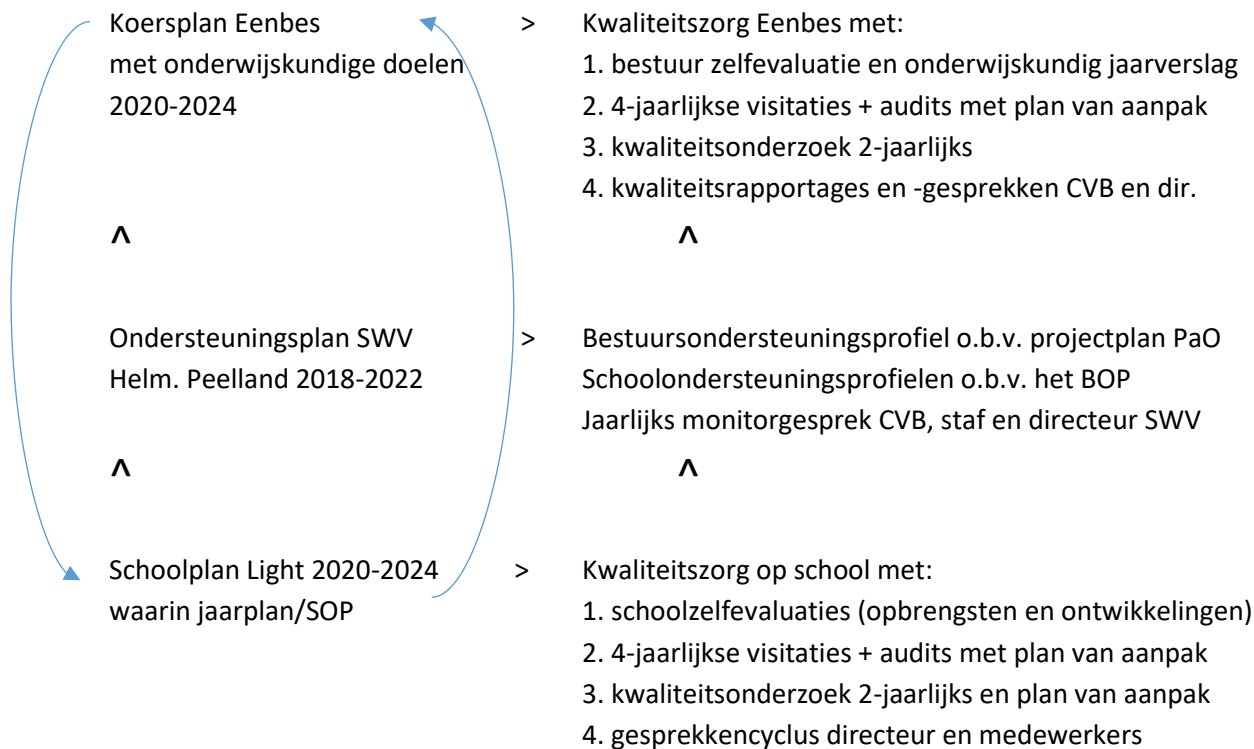 Koersplan Eenbes > Kwaliteitszorg Eenbes met:
met onderwijskundige doelen 1. bestuur zelfevaluatie en onderwijskundig jaarverslag
2020-2024 2. 4-jaarlijkse visitaties + audits met plan van aanpak
3. kwaliteitsonderzoek 2-jaarlijks
4. kwaliteitsrapportages en -gesprekken CVB en dir.
^ ^
Ondersteuningsplan SWV > Bestuursondersteuningsprofiel o.b.v. projectplan PaO
Helm. Peelland 2018-2022 Schoolondersteuningsprofielen o.b.v. het BOP
Jaarlijks monitorgesprek CVB, staf en directeur SWV
^ ^
Schoolplan Light 2020-2024 > Kwaliteitszorg op school met:
waarin jaarplan/SOP 1. schoolzelfevaluaties (opbrengsten en ontwikkelingen)
2. 4-jaarlijkse visitaties + audits met plan van aanpak
3. kwaliteitsonderzoek 2-jaarlijks en plan van aanpak
4. gesprekkencyclus directeur en medewerkers